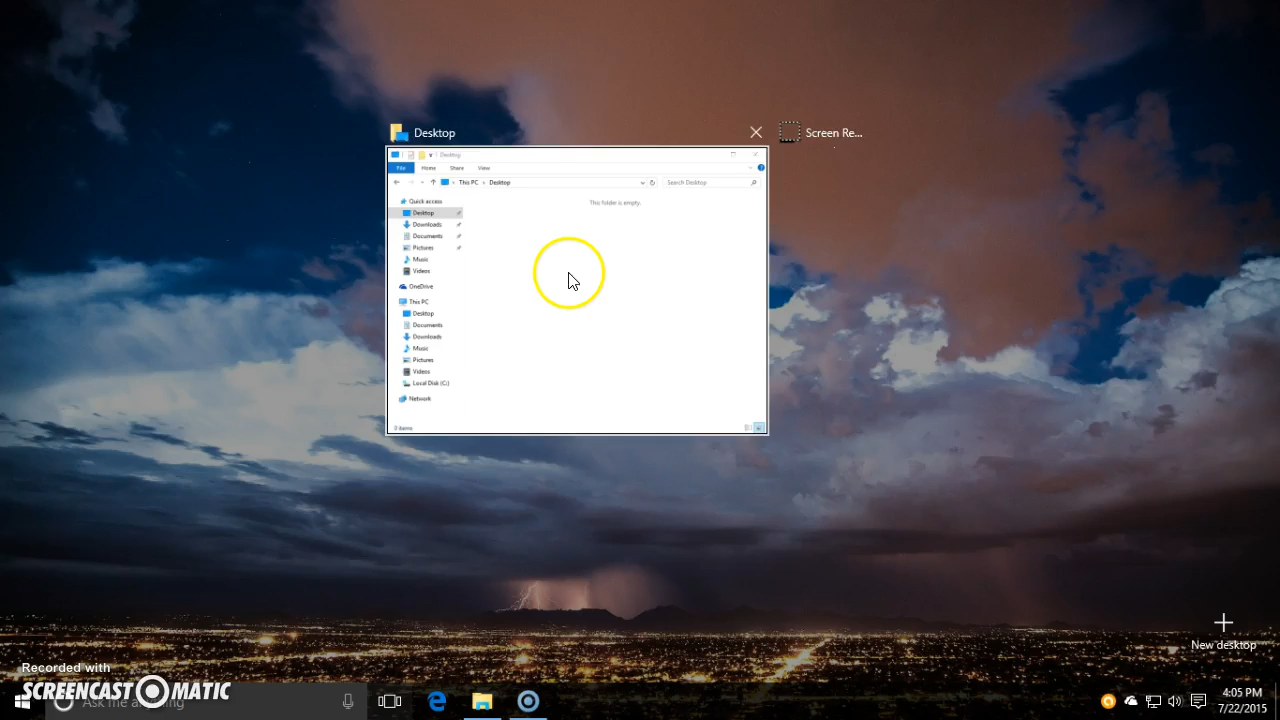 Desktop
Screen Re...
Desktop
File Home Share View
This PC Desktop
Search Desktop
Quick access
This folder is empty.
Desktop
Downloads
Documents
Pictures
Music
Videos
OneDrive
This PC
Desktop
Documents
Downloads
Music
Pictures
Videos
Local Disk (C:)
Network
items
New desktop
Recorded with
SCREENCAST MATIC
Ask me anything
4:05 PM
7/22/2015